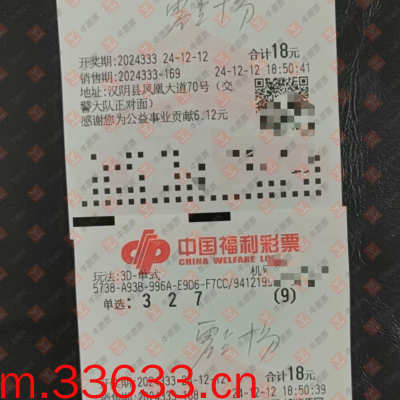 开奖期:2024333 24-12-12 合计18元
销售期:2024333-169 24-12-12 18:50:41
地址:汉阴县凤凰大道70号（交
警大队正对面）
感谢您为公益事业贡献6.12元
中国福利彩票
CHINA WELFARE LO
玩法:3D-单式 机
5738-A93B-996A-E9D6-F7CC/941219
单选: 3 2 7 (9)
合计18元
m.33633.cn
24-12-12 18:50:39